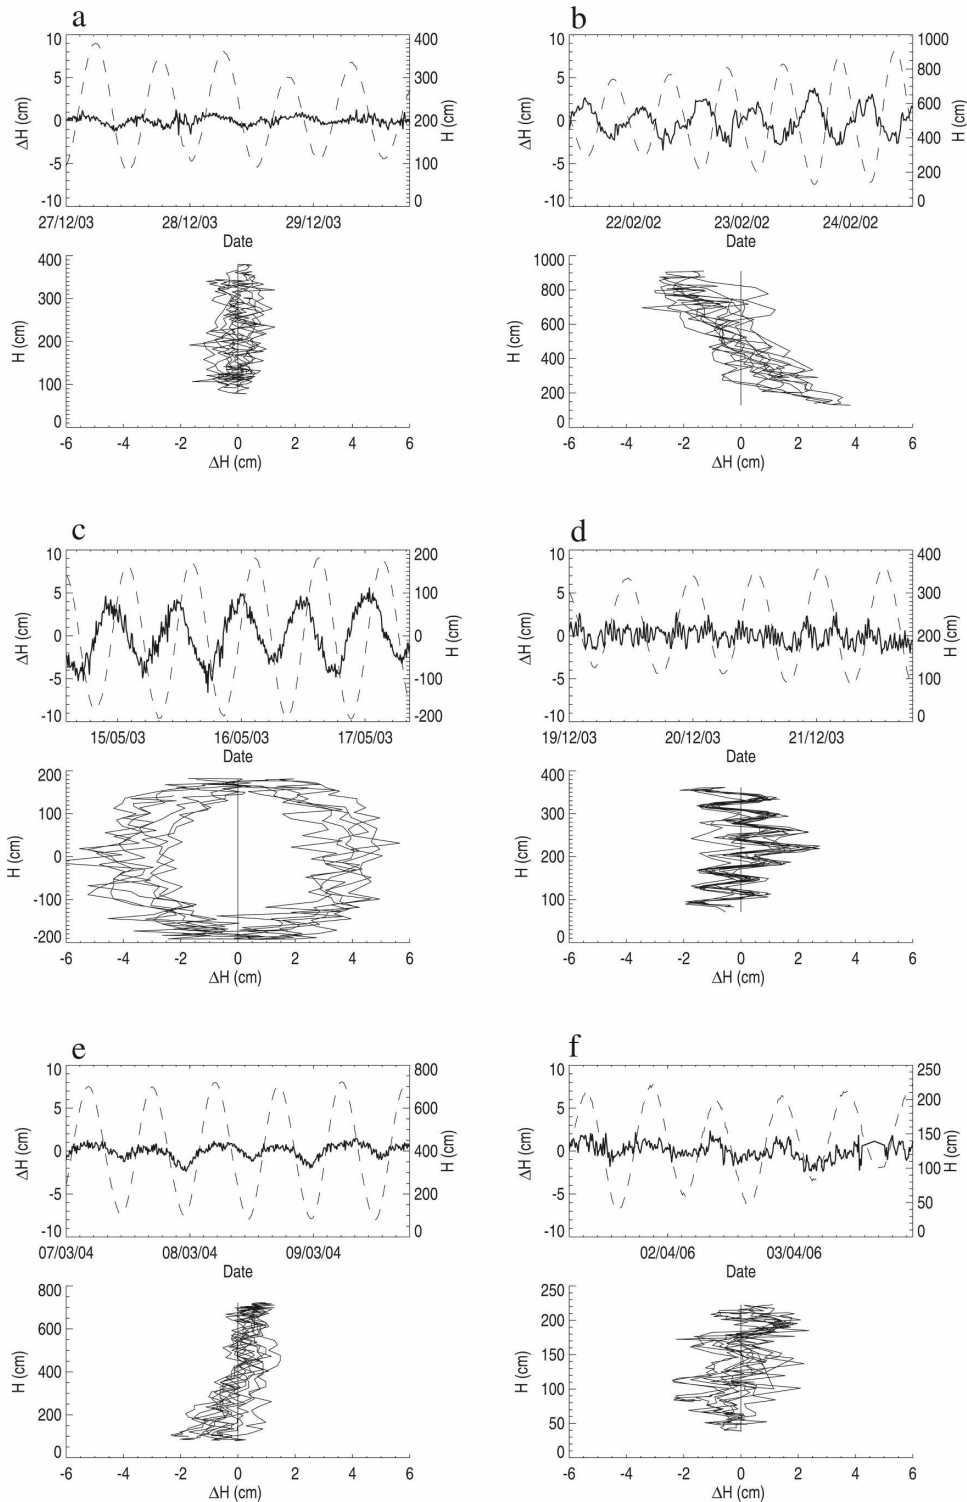 a
10
5
0
-5
-10
ΔH (cm)
400
300
200
100
0
H (cm)
27/12/03 28/12/03 29/12/03
Date
400
300
200
100
0
H (cm)
-6 -4 -2 0 2 4 6
ΔH (cm)
b
10
5
0
-5
-10
ΔH (cm)
1000
800
600
400
200
0
H (cm)
22/02/02 23/02/02 24/02/02
Date
1000
800
600
400
200
0
H (cm)
-6 -4 -2 0 2 4 6
ΔH (cm)
c
10
5
0
-5
-10
ΔH (cm)
200
100
0
-100
-200
H (cm)
15/05/03 16/05/03 17/05/03
Date
200
100
0
-100
-200
H (cm)
-6 -4 -2 0 2 4 6
ΔH (cm)
d
10
5
0
-5
-10
ΔH (cm)
400
300
200
100
0
H (cm)
19/12/03 20/12/03 21/12/03
Date
400
300
200
100
0
H (cm)
-6 -4 -2 0 2 4 6
ΔH (cm)
e
10
5
0
-5
-10
ΔH (cm)
800
600
400
200
0
H (cm)
07/03/04 08/03/04 09/03/04
Date
800
600
400
200
0
H (cm)
-6 -4 -2 0 2 4 6
ΔH (cm)
f
10
5
0
-5
-10
ΔH (cm)
250
200
150
100
50
0
H (cm)
02/04/06 03/04/06
Date
250
200
150
100
50
0
H (cm)
-6 -4 -2 0 2 4 6
ΔH (cm)